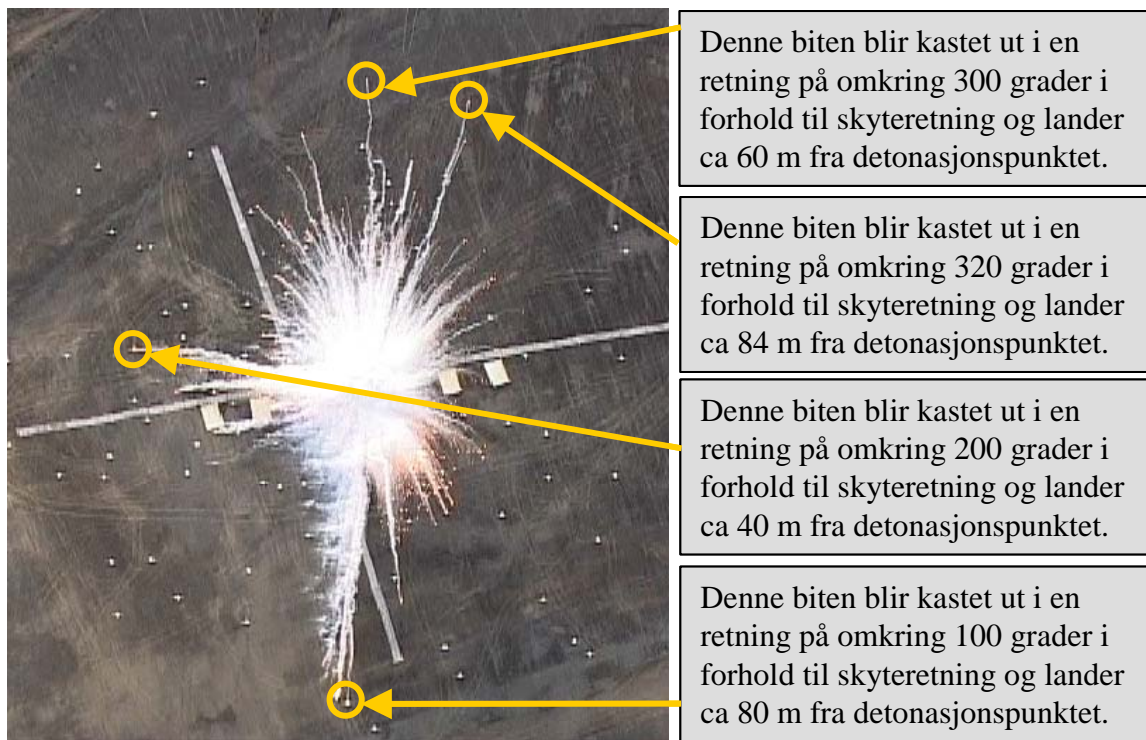 Denne biten blir kastet ut i en
retning på omkring 300 grader i
forhold til skyteretning og lander
ca 60 m fra detonasjonspunktet.
Denne biten blir kastet ut i en
retning på omkring 320 grader i
forhold til skyteretning og lander
ca 84 m fra detonasjonspunktet.
Denne biten blir kastet ut i en
retning på omkring 200 grader i
forhold til skyteretning og lander
ca 40 m fra detonasjonspunktet.
Denne biten blir kastet ut i en
retning på omkring 100 grader i
forhold til skyteretning og lander
ca 80 m fra detonasjonspunktet.